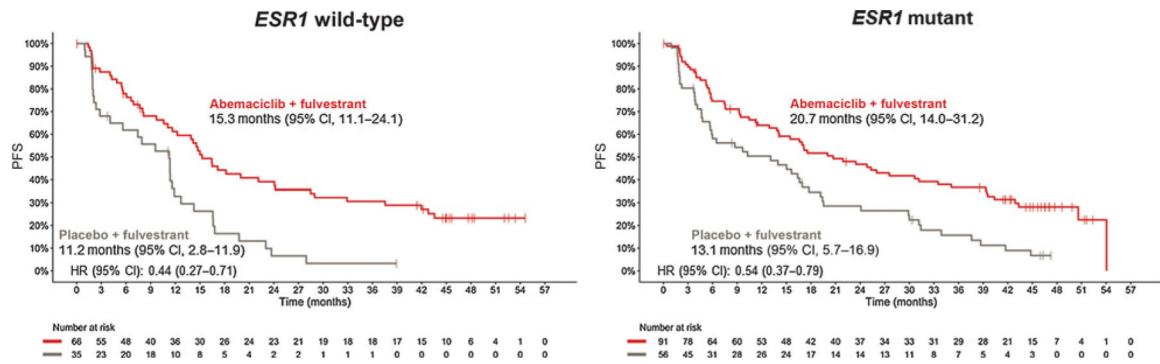 ESR1 wild-type
100%
90%
80%
70%
60%
50%
40%
30%
20%
10%
0%
PFS
Abemaciclib + fulvestrant
15.3 months (95% CI, 11.1–24.1)
Placebo + fulvestrant
11.2 months (95% CI, 2.8–11.9)
HR (95% CI): 0.44 (0.27–0.71)
0 3 6 9 12 15 18 21 24 27 30 33 36 39 42 45 48 51 54 57
Time (months)
Number at risk
66 55 48 40 36 30 26 24 23 21 19 18 18 17 15 10 6 4 1 0
35 23 20 18 10 8 5 4 2 2 1 1 1 0 0 0 0 0 0 0
ESR1 mutant
100%
90%
80%
70%
60%
50%
40%
30%
20%
10%
0%
PFS
Abemaciclib + fulvestrant
20.7 months (95% CI, 14.0–31.2)
Placebo + fulvestrant
13.1 months (95% CI, 5.7–16.9)
HR (95% CI): 0.54 (0.37–0.79)
0 3 6 9 12 15 18 21 24 27 30 33 36 39 42 45 48 51 54 57
Time (months)
Number at risk
91 78 64 60 53 48 42 40 37 34 33 31 29 28 21 15 7 4 1 0
56 45 31 28 26 24 17 14 14 13 11 8 7 5 4 3 0 0 0 0